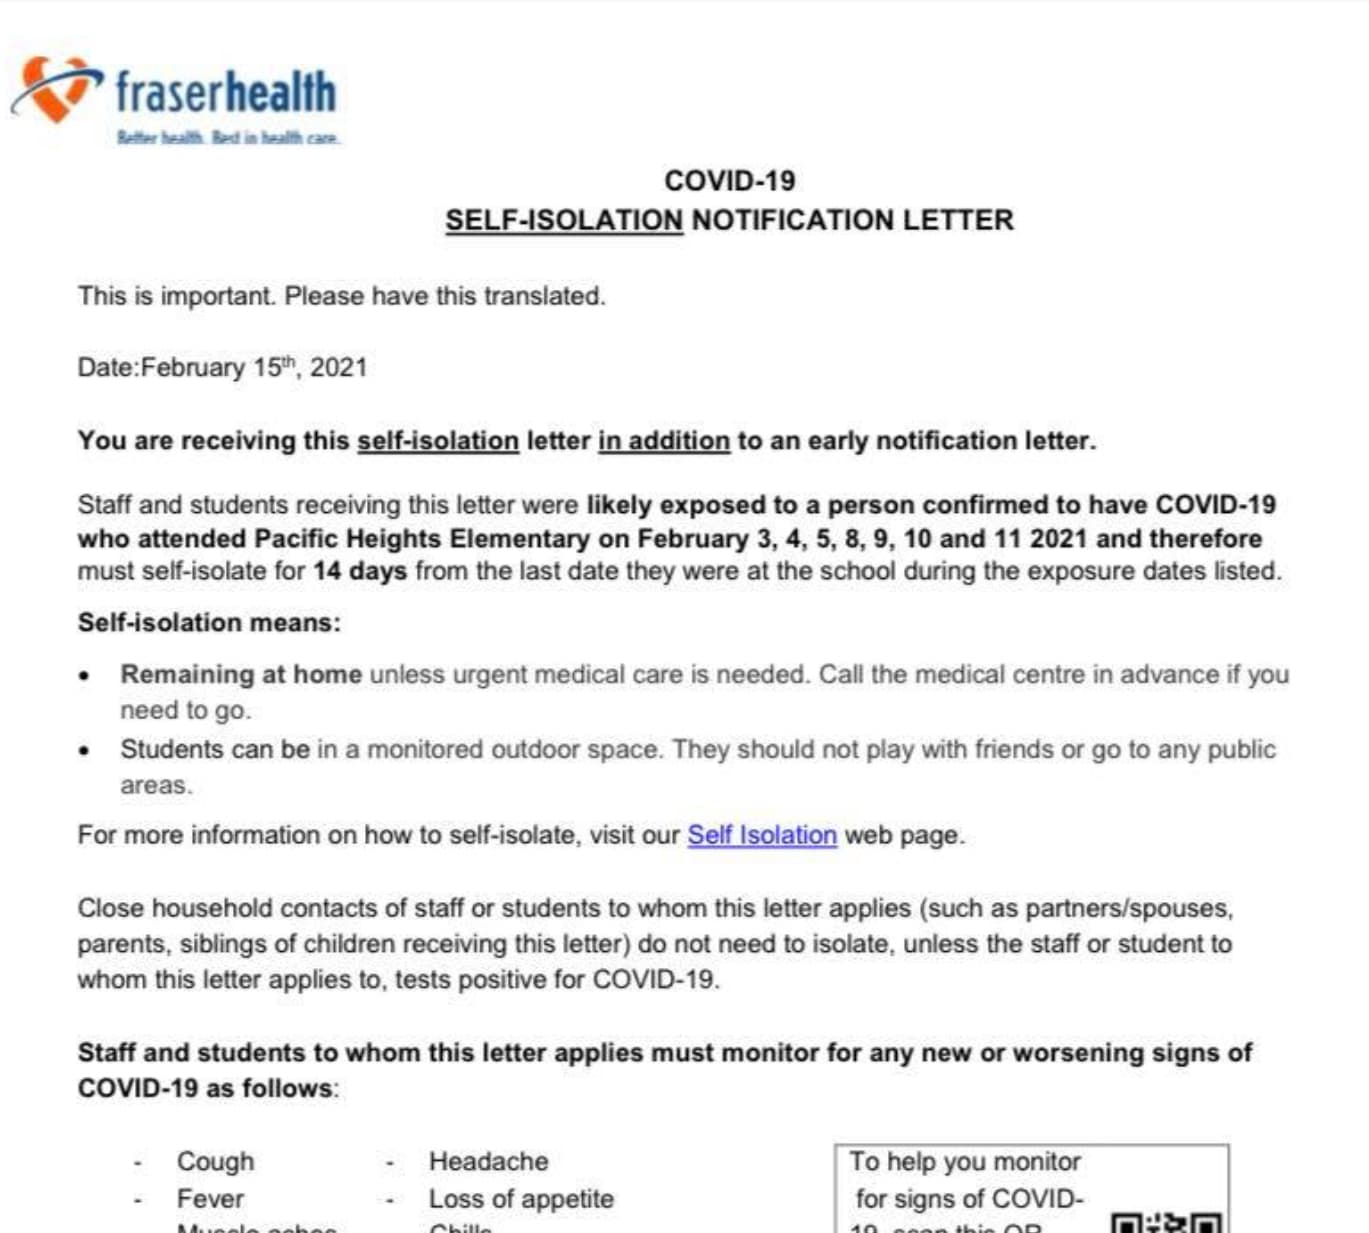 fraserhealth
Better health. Best in health care.
COVID-19
SELF-ISOLATION NOTIFICATION LETTER
This is important. Please have this translated.
Date:February 15th, 2021
You are receiving this self-isolation letter in addition to an early notification letter.
Staff and students receiving this letter were likely exposed to a person confirmed to have COVID-19
who attended Pacific Heights Elementary on February 3, 4, 5, 8, 9, 10 and 11 2021 and therefore
must self-isolate for 14 days from the last date they were at the school during the exposure dates listed.
Self-isolation means:
• Remaining at home unless urgent medical care is needed. Call the medical centre in advance if you
need to go.
• Students can be in a monitored outdoor space. They should not play with friends or go to any public
areas.
For more information on how to self-isolate, visit our Self Isolation web page.
Close household contacts of staff or students to whom this letter applies (such as partners/spouses,
parents, siblings of children receiving this letter) do not need to isolate, unless the staff or student to
whom this letter applies to, tests positive for COVID-19.
Staff and students to whom this letter applies must monitor for any new or worsening signs of
COVID-19 as follows:
- Cough
- Fever
Muscle aches
- Headache
- Loss of appetite
Chills
To help you monitor
for signs of COVID-
19, scan this QR